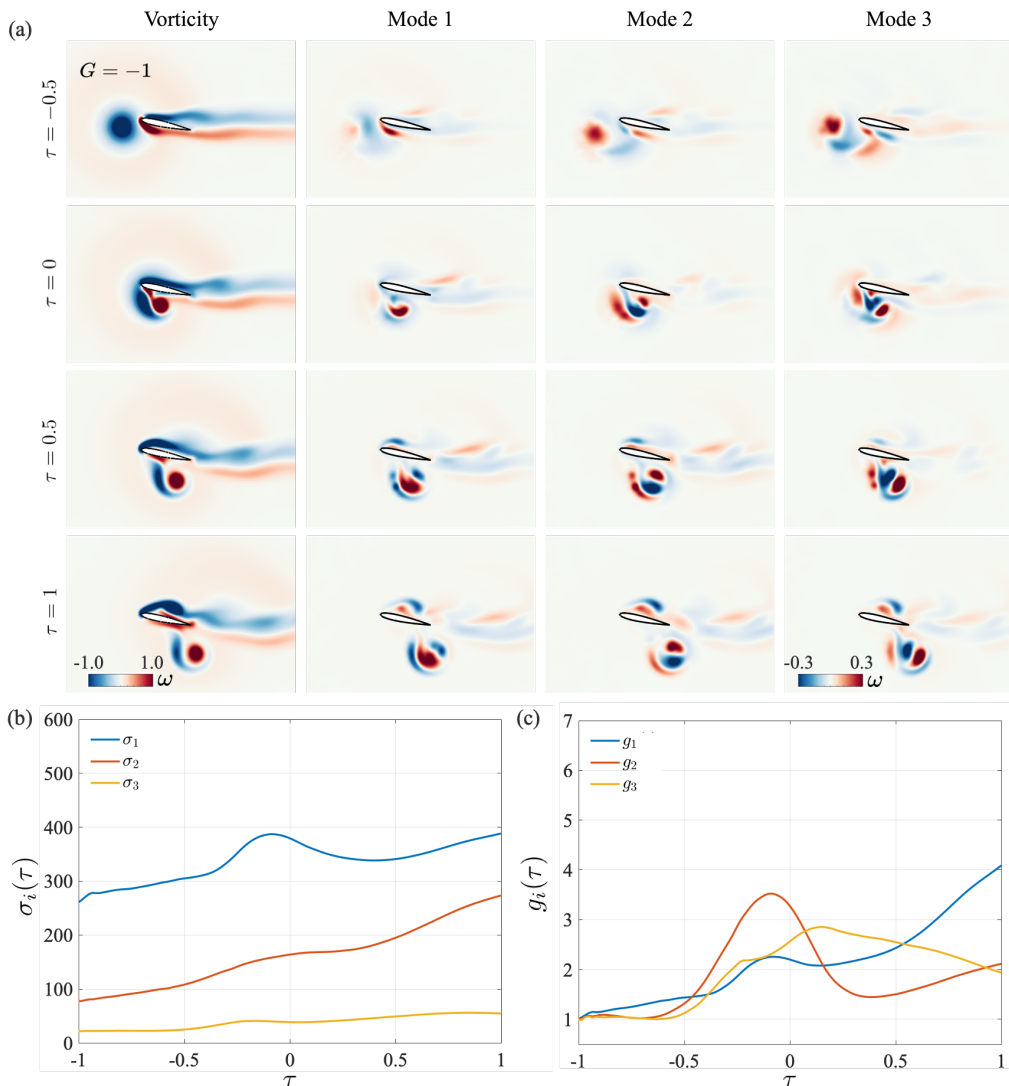 Vorticity Mode 1 Mode 2 Mode 3
(a)
G = −1
τ = −0.5
τ = 0
τ = 0.5
τ = 1
-1.0 1.0
ω
-0.3 0.3
ω
(b)
600
500
400
300
200
100
0
σ₁
σ₂
σ₃
σᵢ(τ)
-1 -0.5 0 0.5 1
τ
(c)
7
6
5
4
3
2
1
g₁
g₂
g₃
gᵢ(τ)
-1 -0.5 0 0.5 1
τ